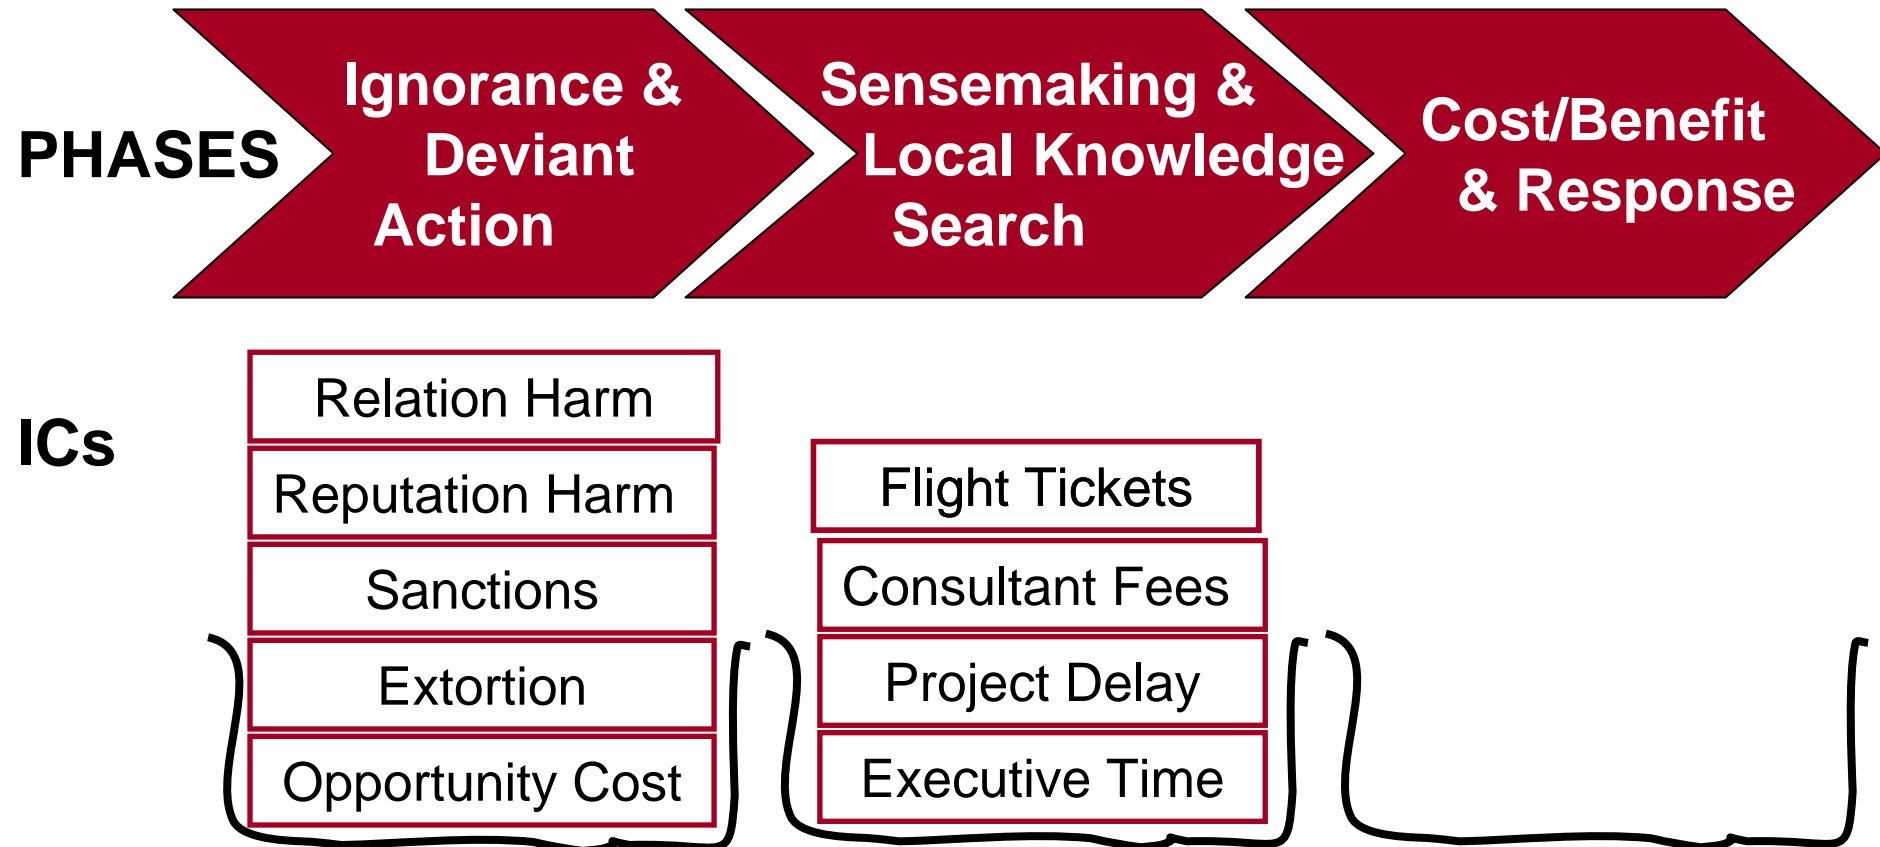 PHASES
Ignorance &
Deviant
Action
Sensemaking &
Local Knowledge
Search
Cost/Benefit
& Response
ICs
Relation Harm
Reputation Harm
Sanctions
Extortion
Opportunity Cost
Flight Tickets
Consultant Fees
Project Delay
Executive Time